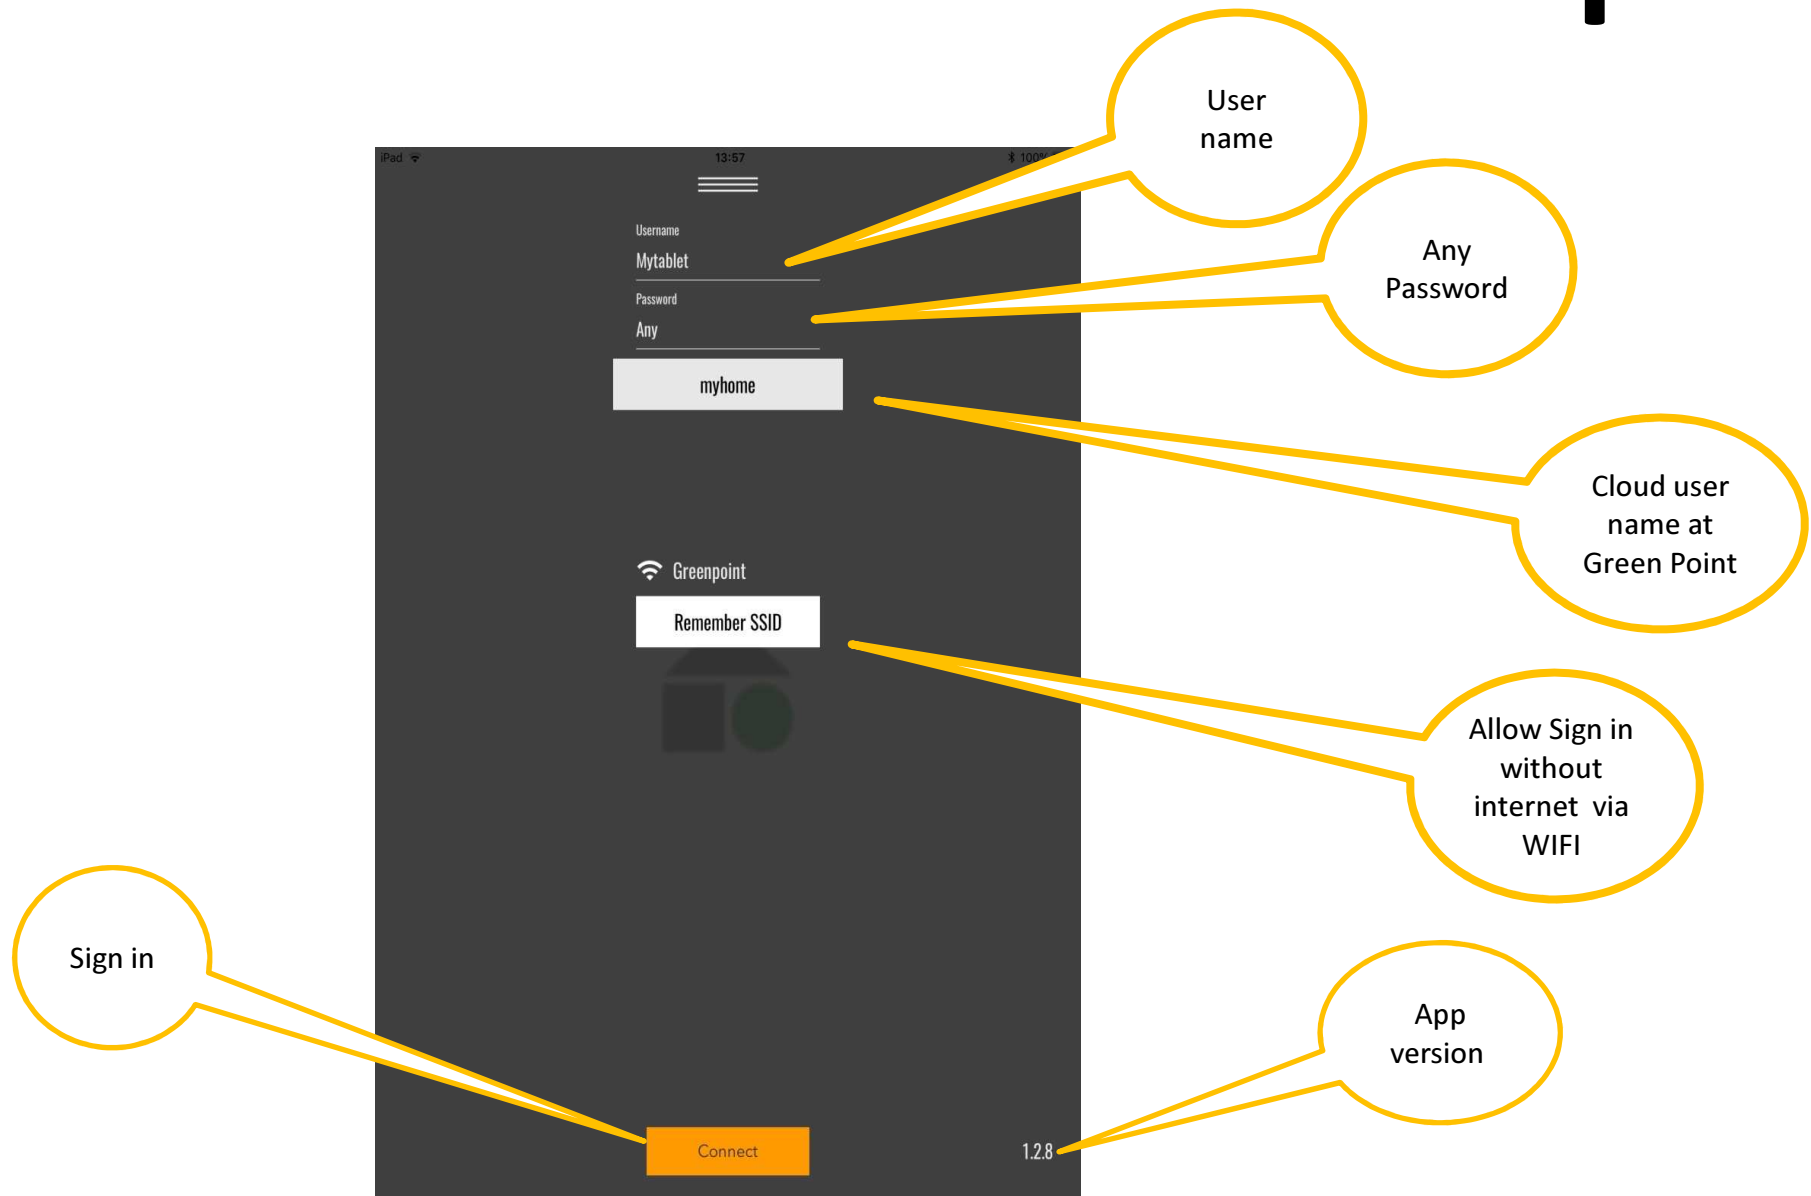 User
name
iPad
13:57
100%
Username
Mytablet
Any
Password
Password
Any
myhome
Cloud user
name at
Green Point
Greenpoint
Remember SSID
Allow Sign in
without
internet  via
WIFI
Sign in
App
version
Connect
1.2.8